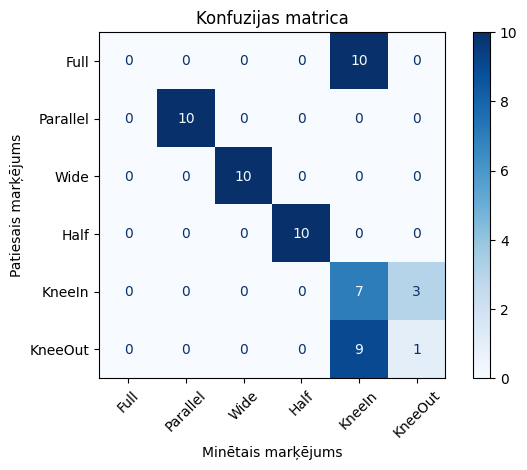 Konfuzijas matrica
Patiesais marķējums
Full 0 0 0 0 10 0
Parallel 0 10 0 0 0 0
Wide 0 0 10 0 0 0
Half 0 0 0 10 0 0
KneeIn 0 0 0 0 7 3
KneeOut 0 0 0 0 9 1
Full Parallel Wide Half KneeIn KneeOut
Minētais marķējums
10
8
6
4
2
0